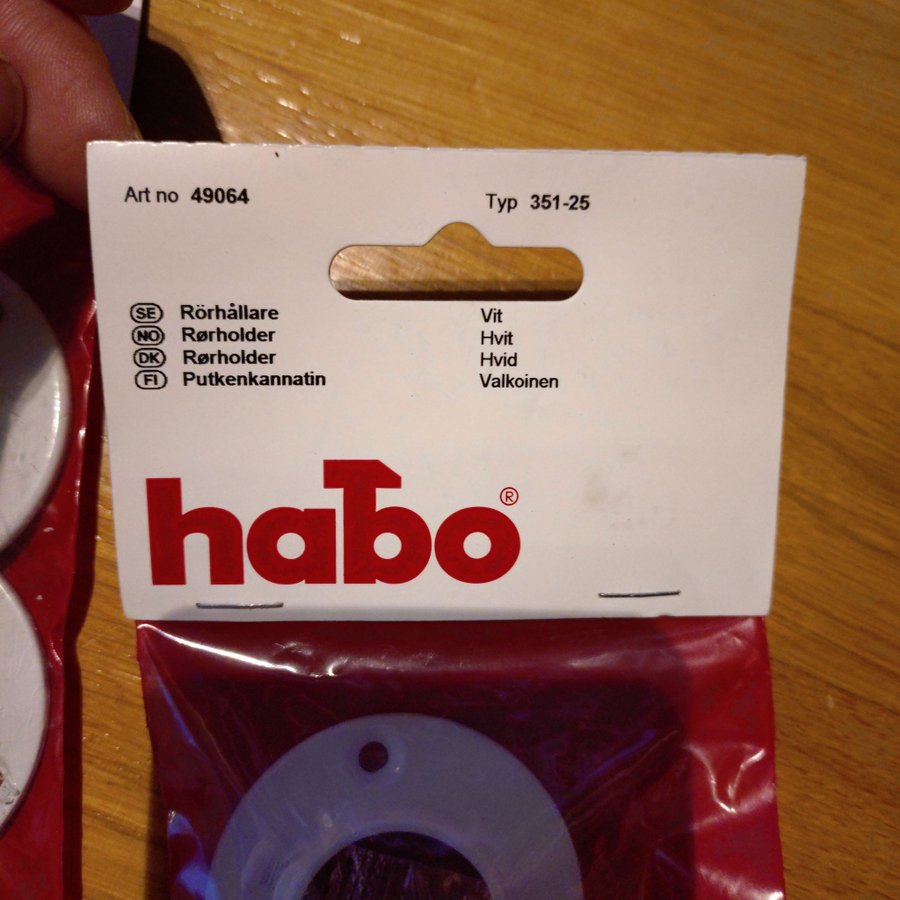 Art no 49064 Typ 351-25
SE Rörhållare Vit
NO Rørholder Hvit
DK Rørholder Hvid
FI Putkenkannatin Valkoinen
habo®